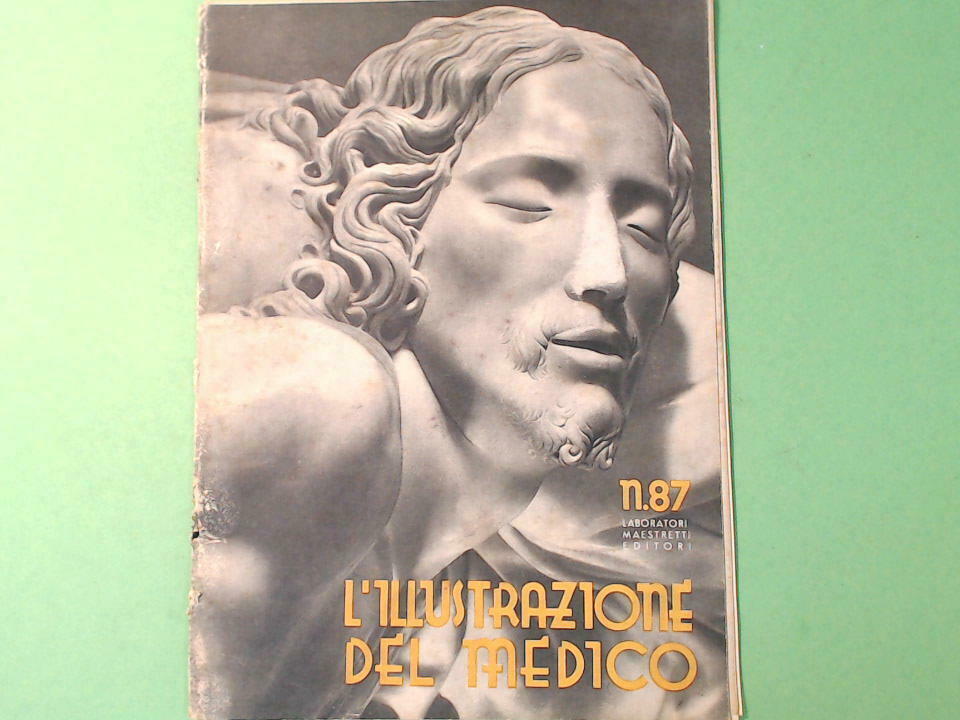 n.87
LABORATORI
MAESTRETTI
EDITORI
L'ILLUSTRAZIONE
DEL MEDICO